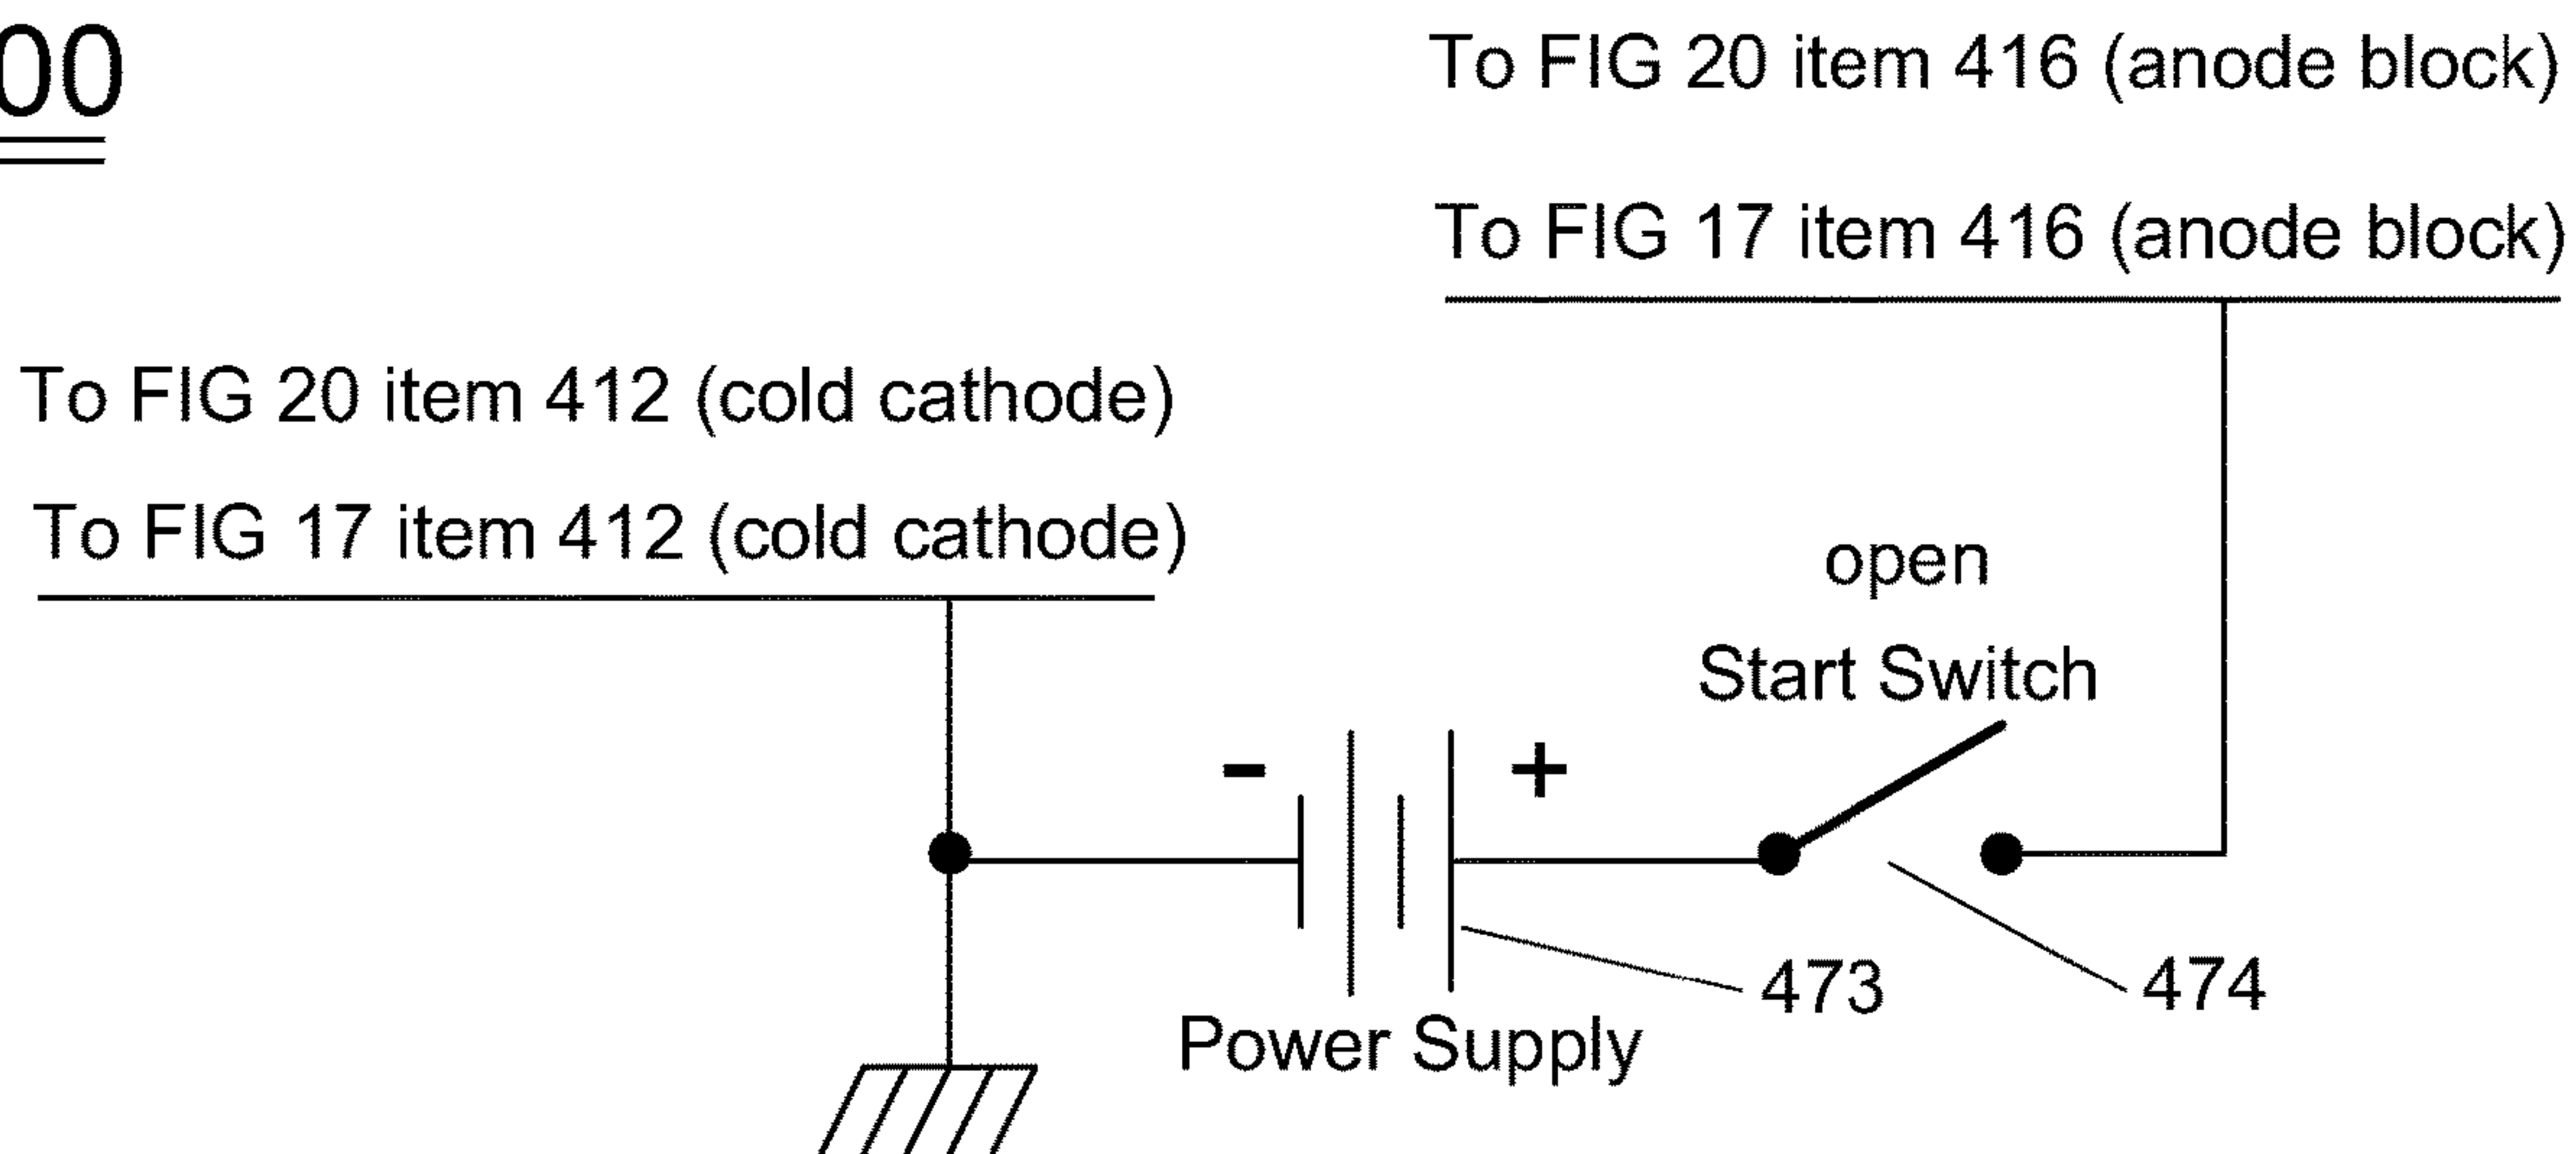 00
To FIG 20 item 416 (anode block)
To FIG 17 item 416 (anode block)
To FIG 20 item 412 (cold cathode)
To FIG 17 item 412 (cold cathode)
open
Start Switch
- +
473
474
Power Supply